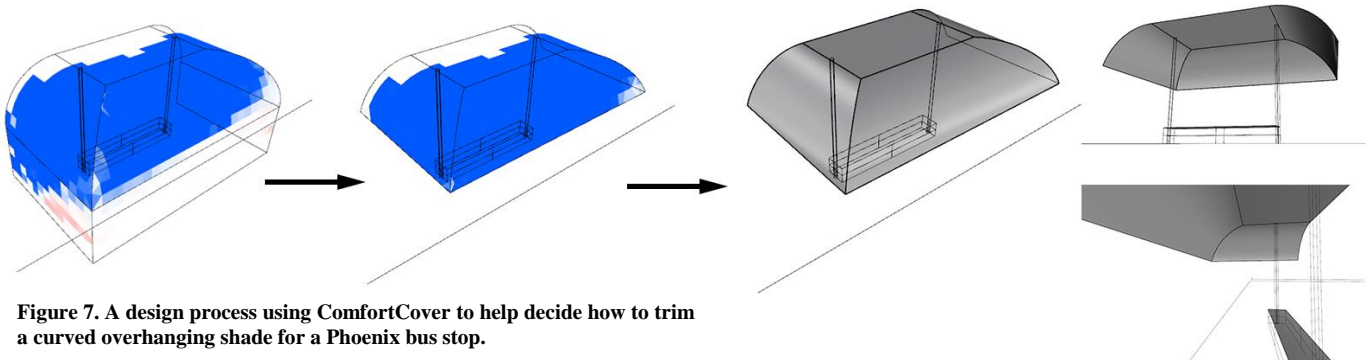 Figure 7. A design process using ComfortCover to help decide how to trim
a curved overhanging shade for a Phoenix bus stop.